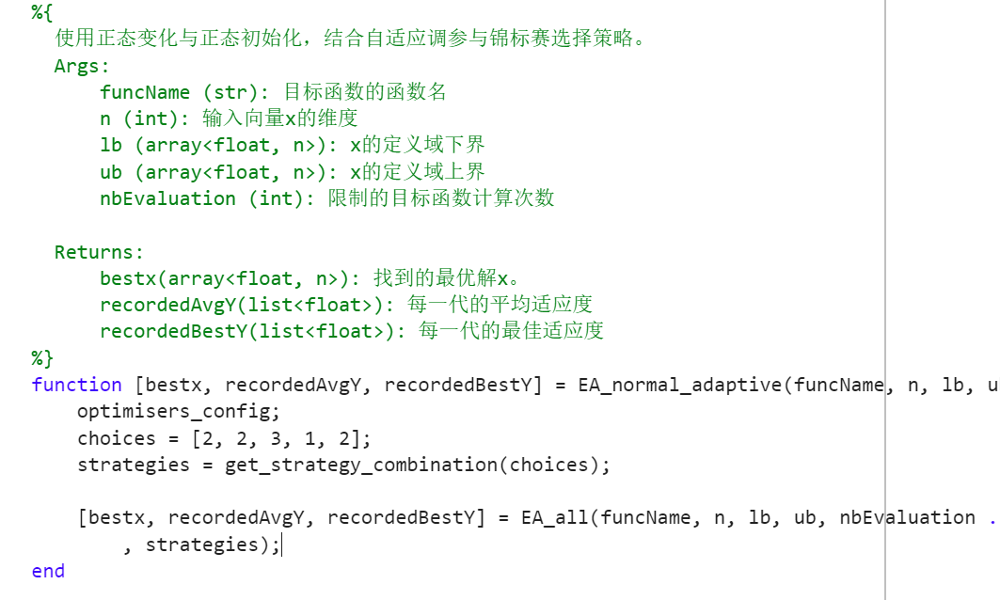 %{
使用正态变化与正态初始化，结合自适应调参与锦标赛选择策略。
Args:
funcName (str): 目标函数的函数名
n (int): 输入向量x的维度
lb (array<float, n>): x的定义域下界
ub (array<float, n>): x的定义域上界
nbEvaluation (int): 限制的目标函数计算次数
Returns:
bestx(array<float, n>): 找到的最优解x。
recordedAvgY(list<float>): 每一代的平均适应度
recordedBestY(list<float>): 每一代的最佳适应度
%}
function [bestx, recordedAvgY, recordedBestY] = EA_normal_adaptive(funcName, n, lb, u
optimisers_config;
choices = [2, 2, 3, 1, 2];
strategies = get_strategy_combination(choices);
[bestx, recordedAvgY, recordedBestY] = EA_all(funcName, n, lb, ub, nbEvaluation .
, strategies);
end